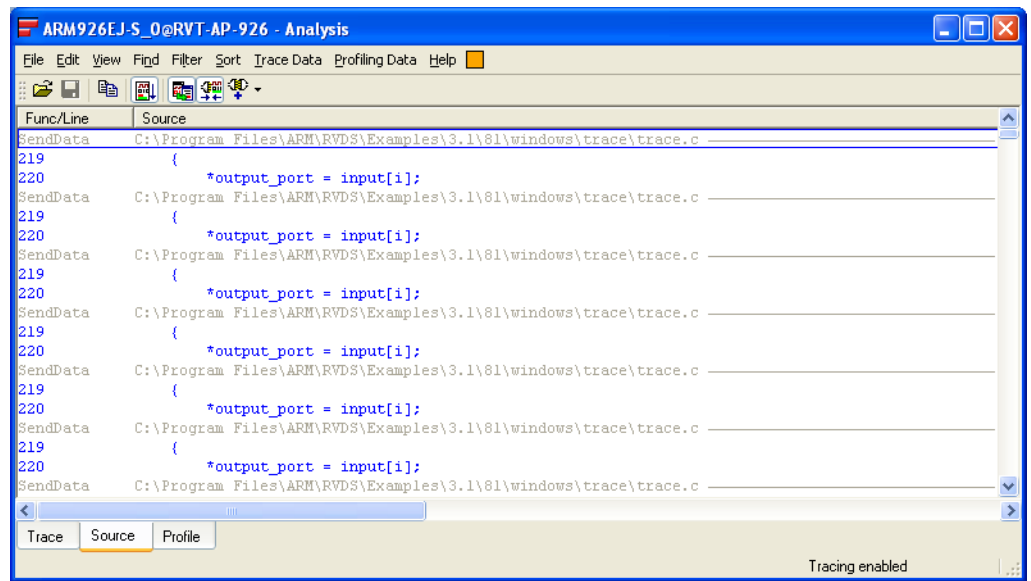 ARM926EJ-S_0@RVT-AP-926 - Analysis
File Edit View Find Filter Sort Trace Data Profiling Data Help
Func/Line Source
SendData C:\Program Files\ARM\RVDS\Examples\3.1\81\windows\trace\trace.c
219 {
220 *output_port = input[i];
SendData C:\Program Files\ARM\RVDS\Examples\3.1\81\windows\trace\trace.c
219 {
220 *output_port = input[i];
SendData C:\Program Files\ARM\RVDS\Examples\3.1\81\windows\trace\trace.c
219 {
220 *output_port = input[i];
SendData C:\Program Files\ARM\RVDS\Examples\3.1\81\windows\trace\trace.c
219 {
220 *output_port = input[i];
SendData C:\Program Files\ARM\RVDS\Examples\3.1\81\windows\trace\trace.c
219 {
220 *output_port = input[i];
SendData C:\Program Files\ARM\RVDS\Examples\3.1\81\windows\trace\trace.c
219 {
220 *output_port = input[i];
SendData C:\Program Files\ARM\RVDS\Examples\3.1\81\windows\trace\trace.c
Trace Source Profile
Tracing enabled